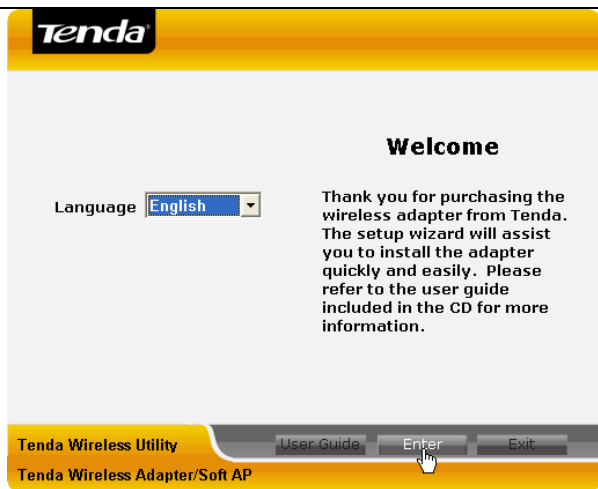 Tenda
Welcome
Language English
Thank you for purchasing the
wireless adapter from Tenda.
The setup wizard will assist
you to install the adapter
quickly and easily. Please
refer to the user guide
included in the CD for more
information.
Tenda Wireless Utility
User Guide Enter Exit
Tenda Wireless Adapter/Soft AP